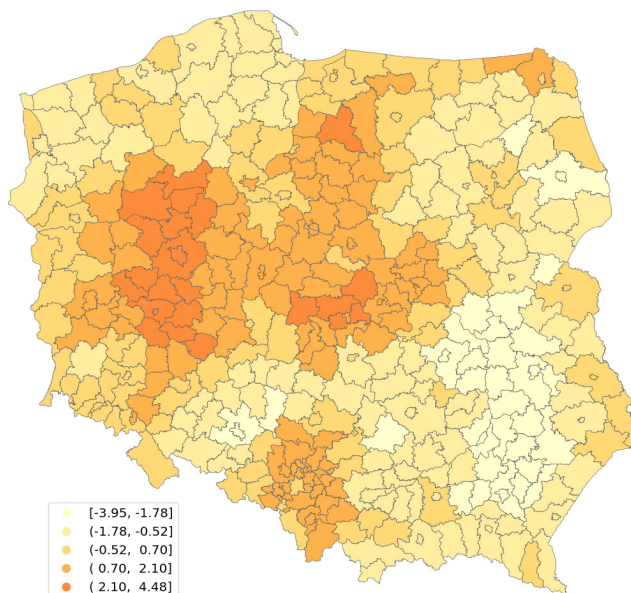 [-3.95, -1.78]
(-1.78, -0.52]
(-0.52, 0.70]
( 0.70, 2.10]
( 2.10, 4.48]